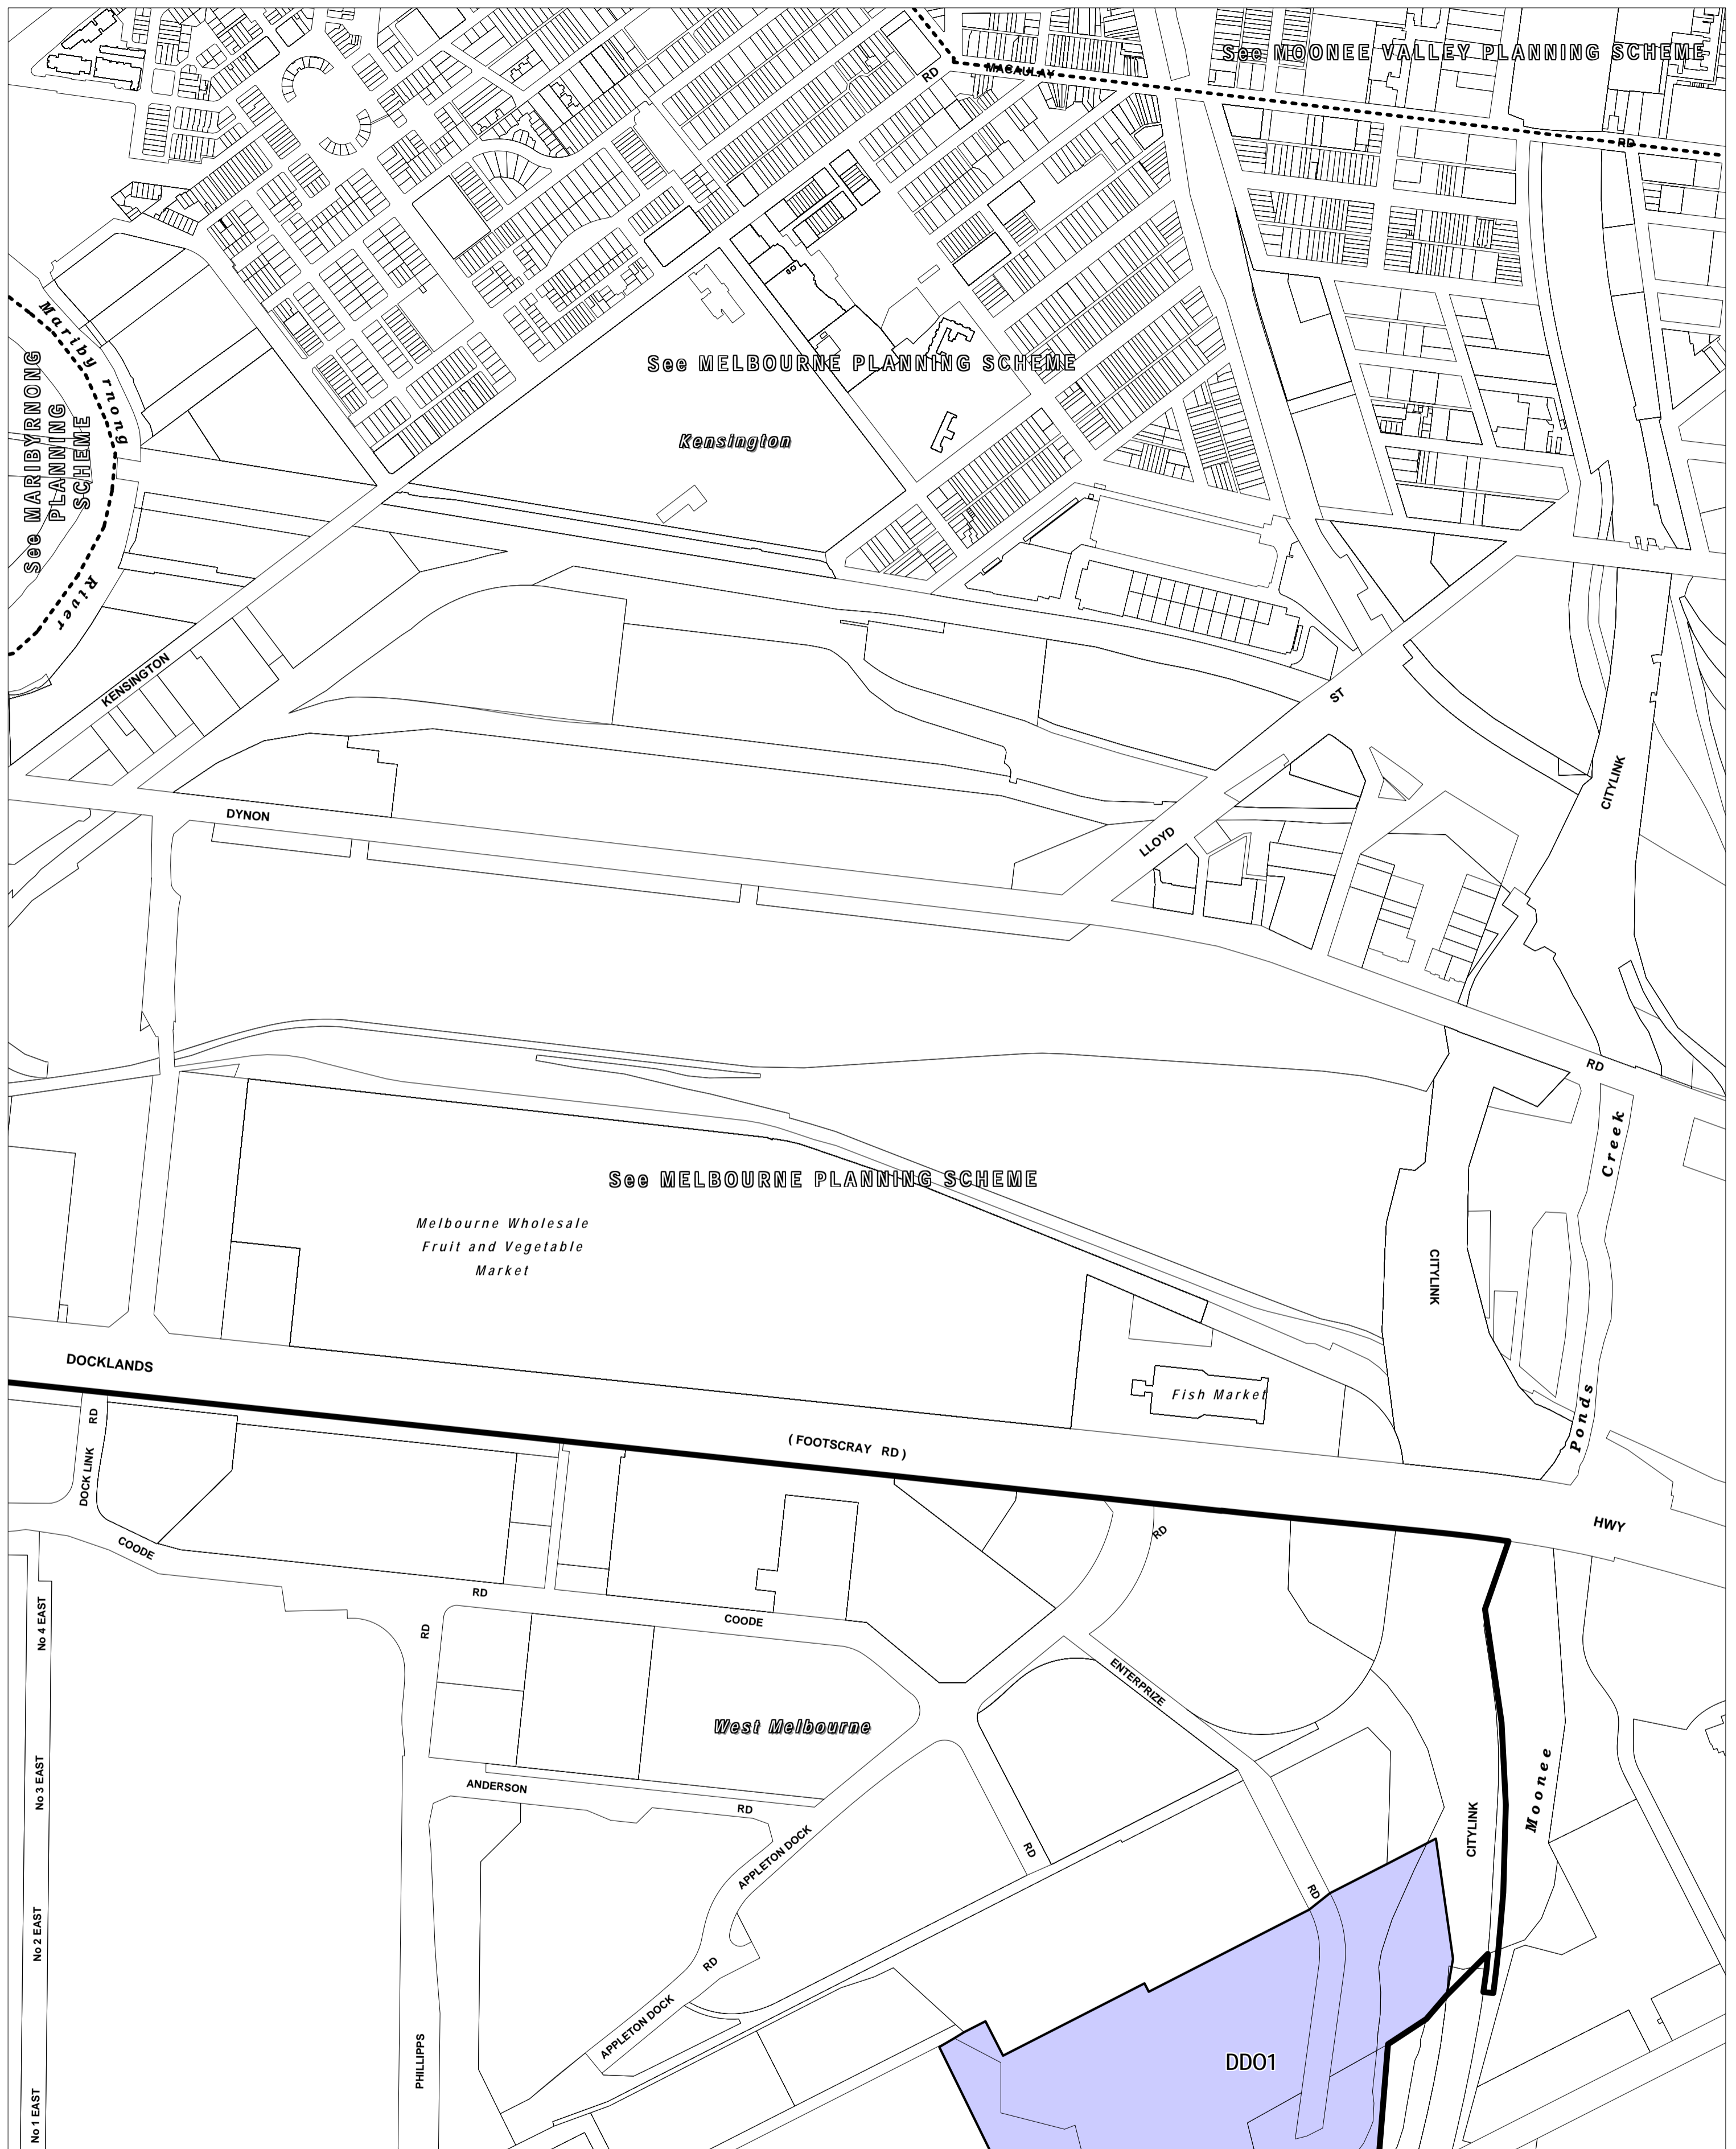 See MOONEE VALLEY PLANNING SCHEME
MACAULAY
RD
RD
Mariby rnong
River
See MARIBYRNONG
PLANNING
SCHEME
See MELBOURNE PLANNING SCHEME
Kensington
KENSINGTON
ST
CITYLINK
DYNON
LLOYD
RD
Creek
See MELBOURNE PLANNING SCHEME
Melbourne Wholesale
Fruit and Vegetable
Market
CITYLINK
DOCKLANDS
Fish Market
Ponds
RD
DOCK LINK
( FOOTSCRAY RD )
HWY
RD
COODE
RD
COODE
RD
No 4 EAST
ENTERPRIZE
West Melbourne
No 3 EAST
ANDERSON
RD
Moonee
CITYLINK
APPLETON DOCK
RD
RD
No 2 EAST
RD
APPLETON DOCK
PHILLIPPS
DDO1
No 1 EAST